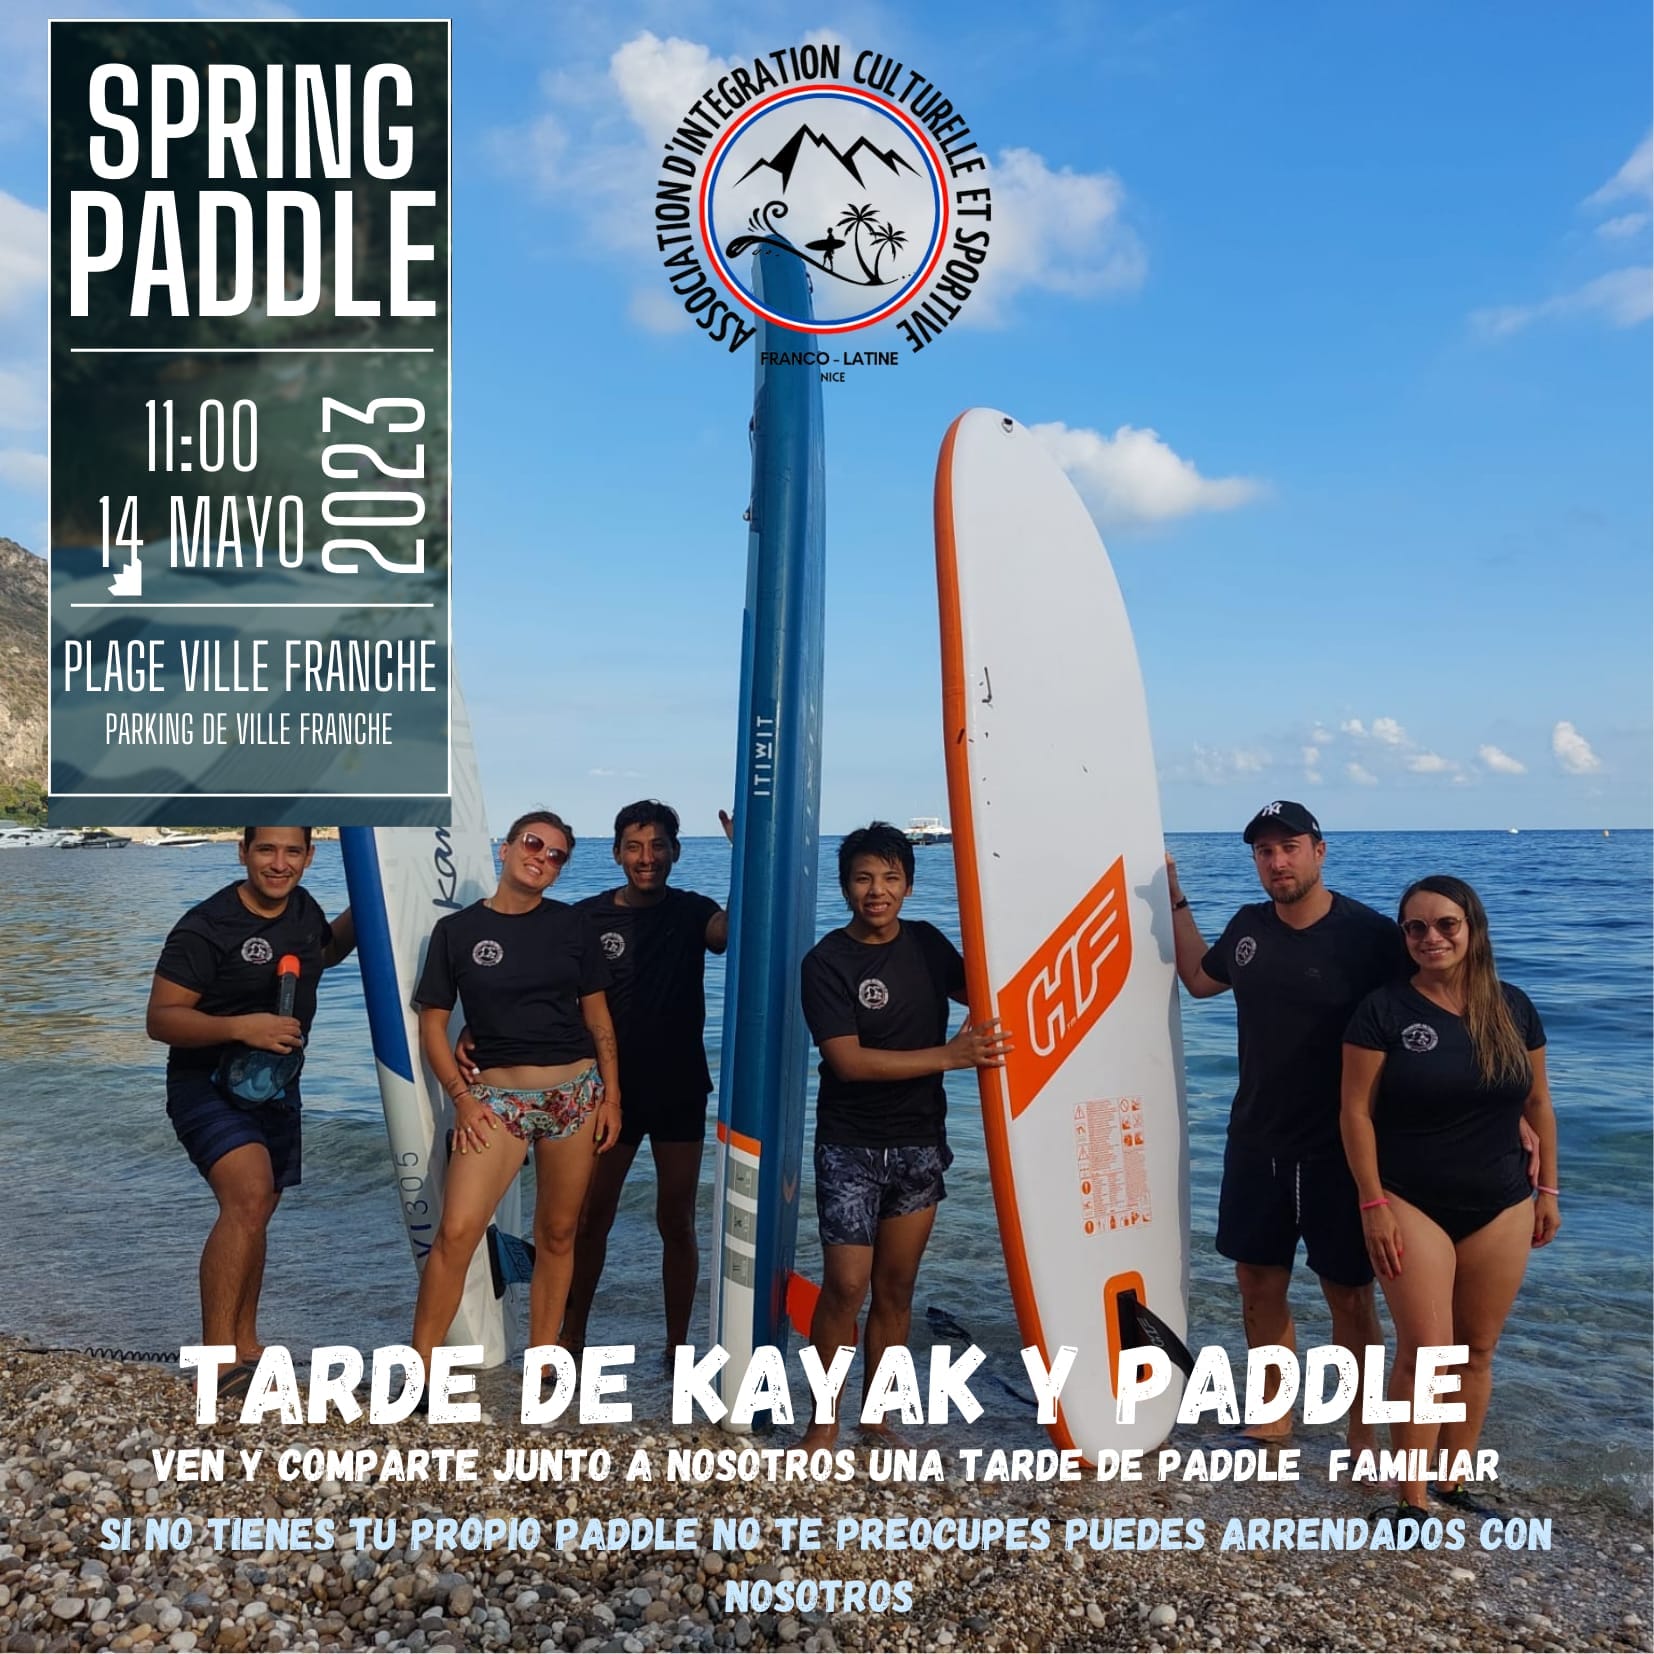 SPRING
PADDLE
11:00
14 MAYO
2023
PLAGE VILLE FRANCHE
PARKING DE VILLE FRANCHE
ASSOCIATION D'INTEGRATION CULTURELLE ET SPORTIVE
FRANCO - LATINE
NICE
ITIWIT
HF
305
TARDE DE KAYAK Y PADDLE
VEN Y COMPARTE JUNTO A NOSOTROS UNA TARDE DE PADDLE FAMILIAR
SI NO TIENES TU PROPIO PADDLE NO TE PREOCUPES PUEDES ARRENDADOS CON
NOSOTROS